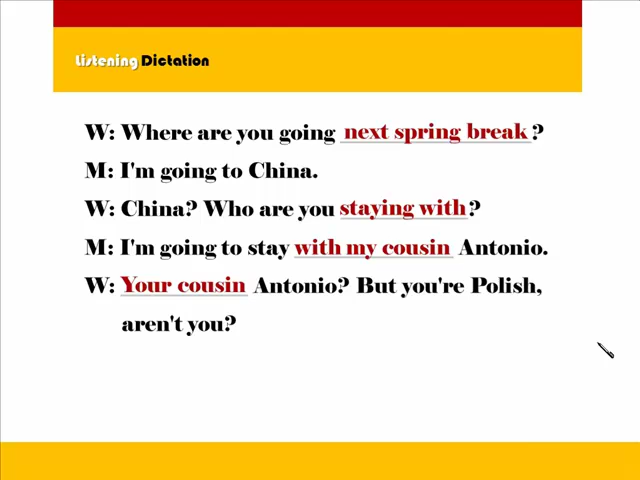 Listening Dictation
W: Where are you going next spring break?
M: I'm going to China.
W: China? Who are you staying with?
M: I'm going to stay with my cousin Antonio.
W: Your cousin Antonio? But you're Polish,
aren't you?